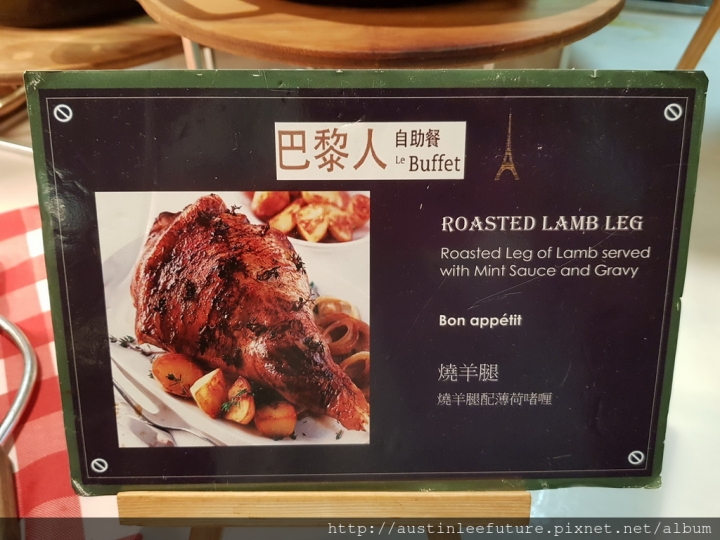 巴黎人 自助餐
Le Buffet
ROASTED LAMB LEG
Roasted Leg of Lamb served
with Mint Sauce and Gravy
Bon appétit
燒羊腿
燒羊腿配薄荷啫喱
http://austinleefuture.pixnet.net/album